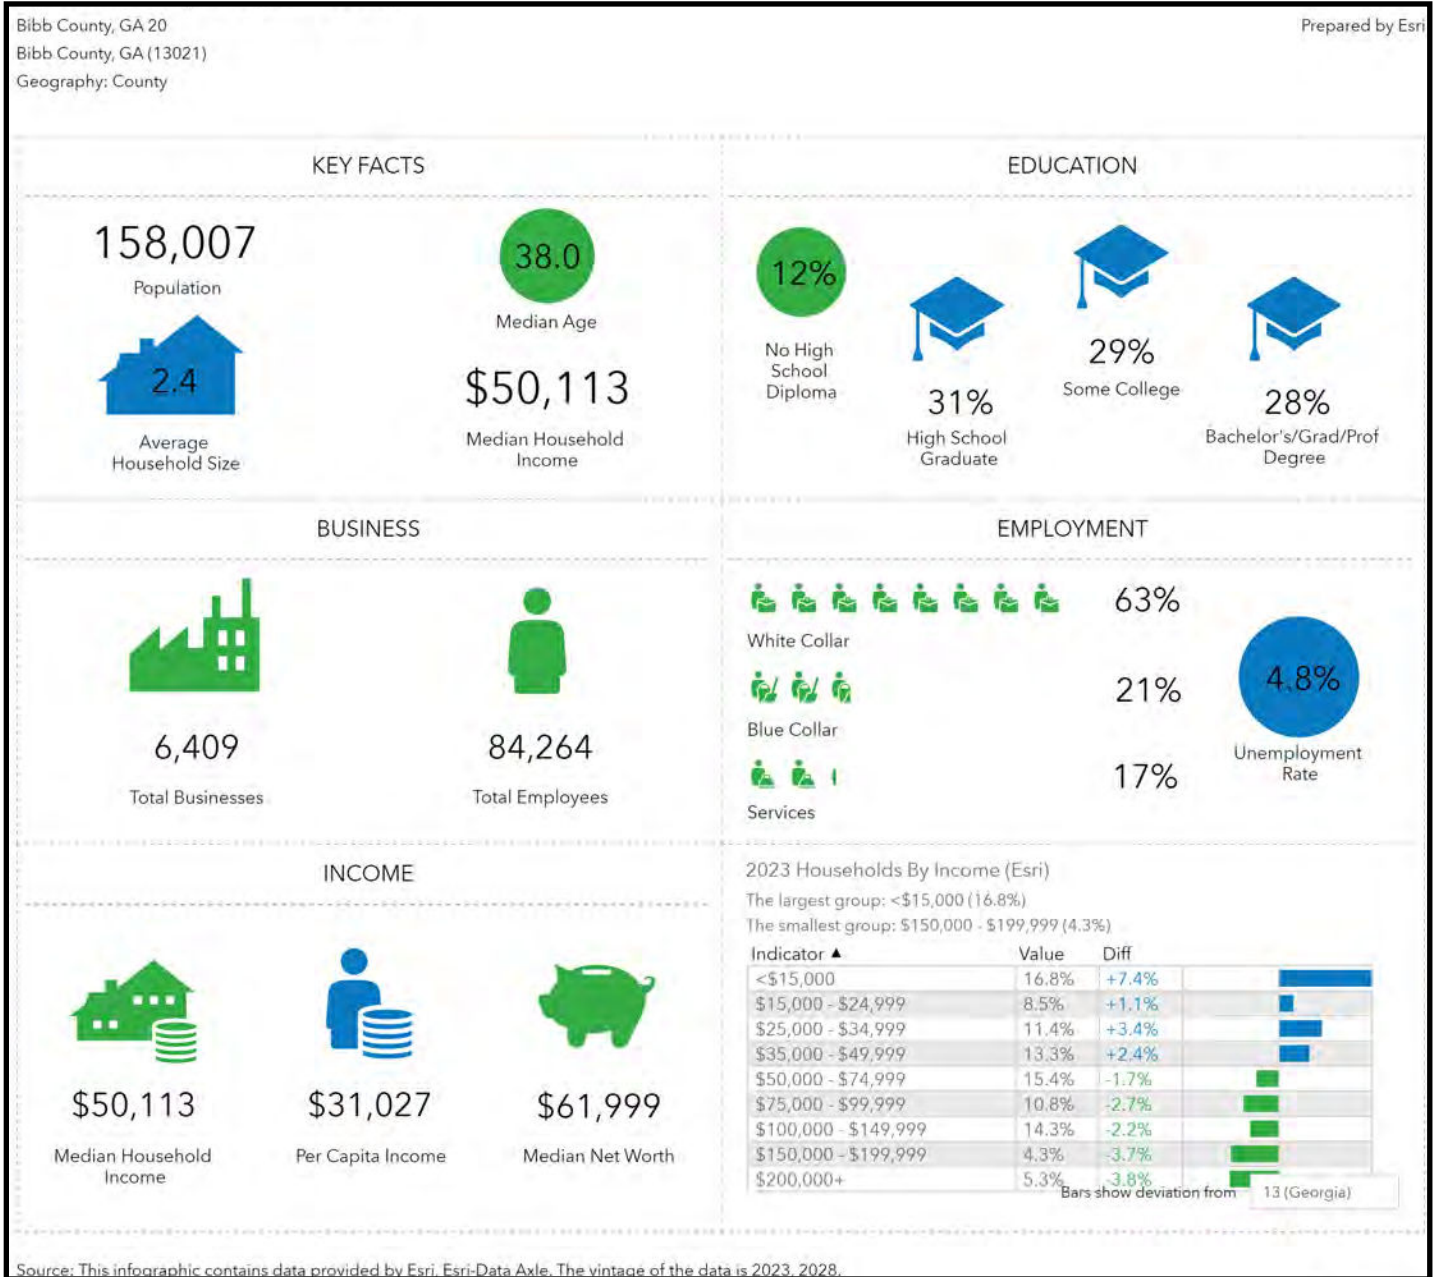 Bibb County, GA 20
Prepared by Esri
Bibb County, GA (13021)
Geography: County
KEY FACTS
158,007
Population
38.0
Median Age
2.4
Average
Household Size
$50,113
Median Household
Income
EDUCATION
12%
No High
School
Diploma
31%
High School
Graduate
29%
Some College
28%
Bachelor's/Grad/Prof
Degree
BUSINESS
6,409
Total Businesses
84,264
Total Employees
EMPLOYMENT
63%
White Collar
21%
Blue Collar
17%
Services
4.8%
Unemployment
Rate
INCOME
$50,113
Median Household
Income
$31,027
Per Capita Income
$61,999
Median Net Worth
2023 Households By Income (Esri)
The largest group: <$15,000 (16.8%)
The smallest group: $150,000 - $199,999 (4.3%)
Indicator ▲ Value Diff
<$15,000 16.8% +7.4%
$15,000 - $24,999 8.5% +1.1%
$25,000 - $34,999 11.4% +3.4%
$35,000 - $49,999 13.3% +2.4%
$50,000 - $74,999 15.4% -1.7%
$75,000 - $99,999 10.8% -2.7%
$100,000 - $149,999 14.3% -2.2%
$150,000 - $199,999 4.3% -3.7%
$200,000+ 5.3% -3.8%
Bars show deviation from 13 (Georgia)
Source: This infographic contains data provided by Esri, Esri-Data Axle. The vintage of the data is 2023, 2028.